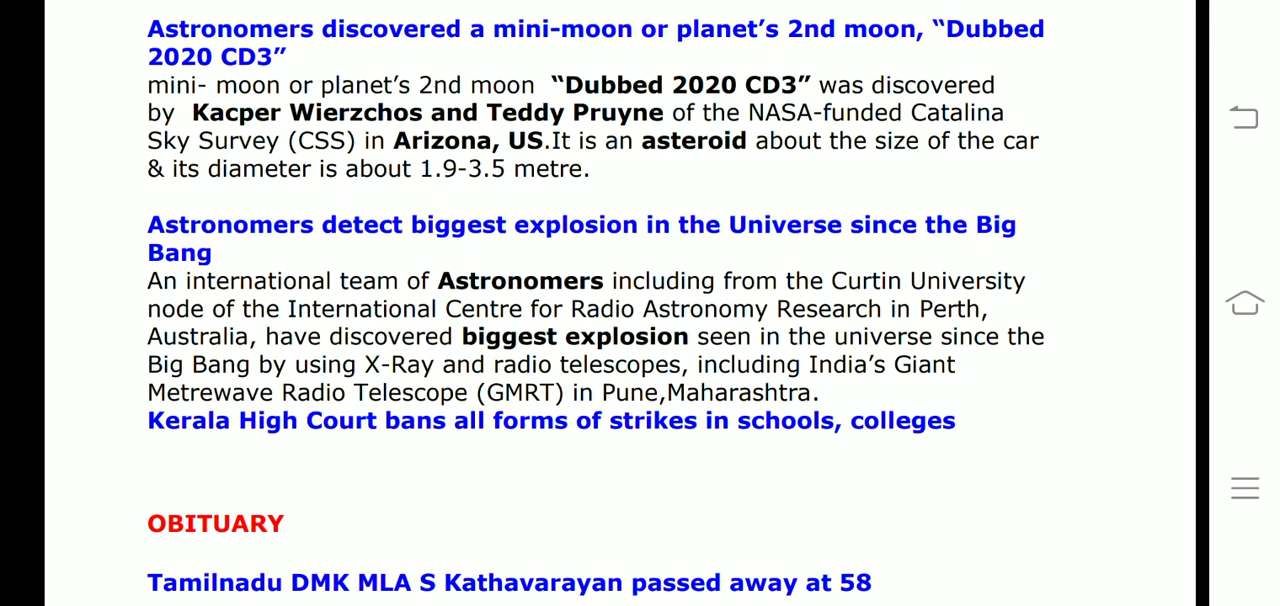 Astronomers discovered a mini-moon or planet’s 2nd moon, “Dubbed
2020 CD3”
mini- moon or planet’s 2nd moon “Dubbed 2020 CD3” was discovered
by Kacper Wierzchos and Teddy Pruyne of the NASA-funded Catalina
Sky Survey (CSS) in Arizona, US.It is an asteroid about the size of the car
& its diameter is about 1.9-3.5 metre.
Astronomers detect biggest explosion in the Universe since the Big
Bang
An international team of Astronomers including from the Curtin University
node of the International Centre for Radio Astronomy Research in Perth,
Australia, have discovered biggest explosion seen in the universe since the
Big Bang by using X-Ray and radio telescopes, including India’s Giant
Metrewave Radio Telescope (GMRT) in Pune,Maharashtra.
Kerala High Court bans all forms of strikes in schools, colleges
OBITUARY
Tamilnadu DMK MLA S Kathavarayan passed away at 58